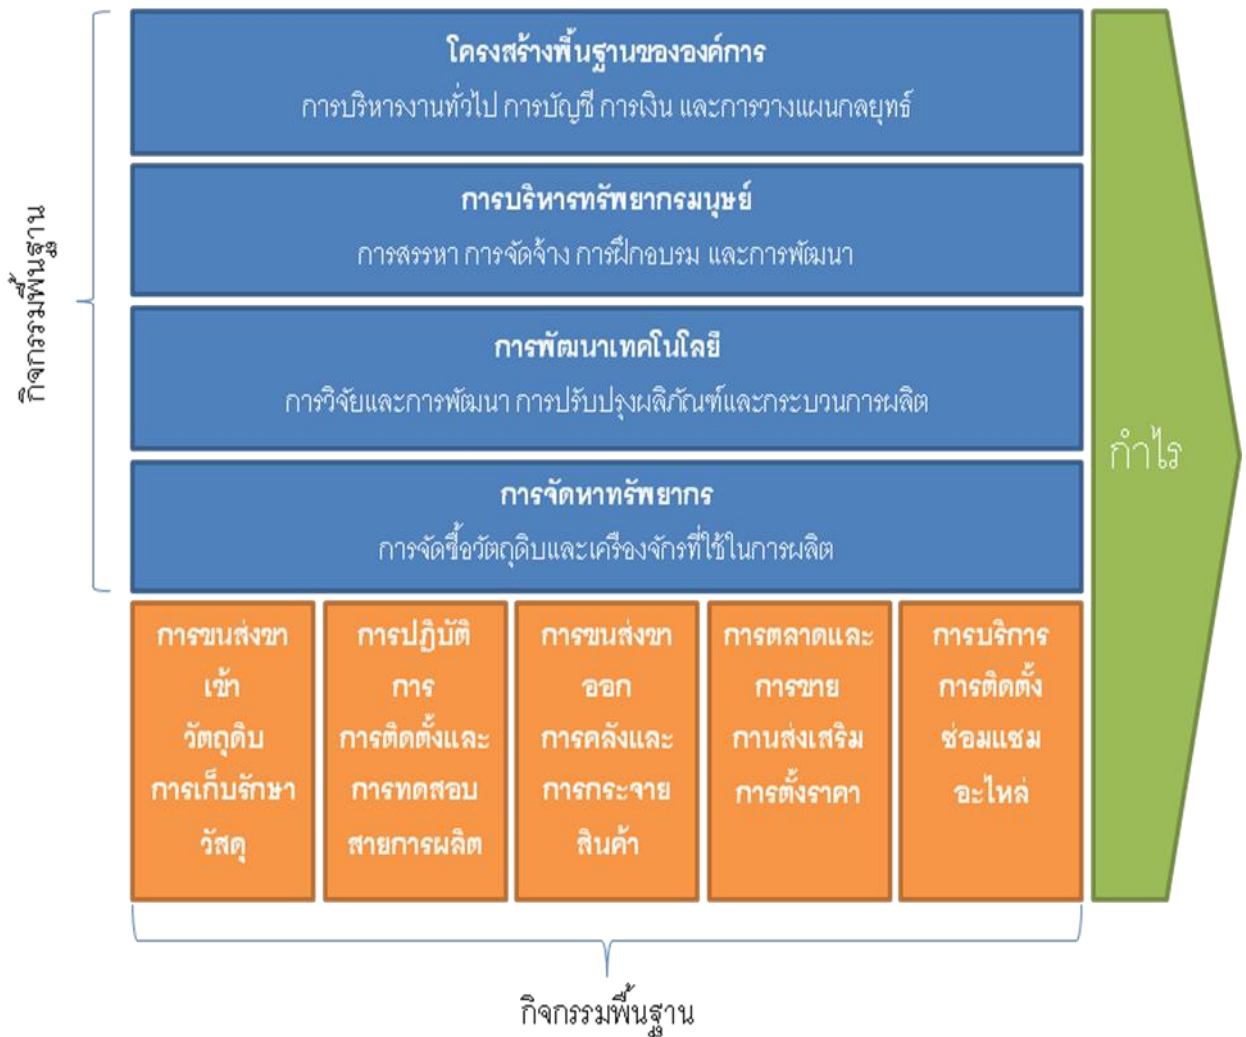 โครงสร้างพื้นฐานขององค์การ
การบริหารงานทั่วไป การบัญชี การเงิน และการวางแผนกลยุทธ์
การบริหารทรัพยากรมนุษย์
การสรรหา การจัดจ้าง การฝึกอบรม และการพัฒนา
การพัฒนาเทคโนโลยี
การวิจัยและการพัฒนา การปรับปรุงผลิภัณฑ์และกระบวนการผลิต
การจัดหาทรัพยากร
การจัดซื้อวัตถุดิบและเครื่องจักรที่ใช้ในการผลิต
กิจกรรมพื้นฐาน
กำไร
การขนส่งขา
เข้า
วัตถุดิบ
การเก็บรักษา
วัสดุ
การปฏิบัติ
การ
การติดตั้งและ
การทดสอบ
สายการผลิต
การขนส่งขา
ออก
การคลังและ
การกระจาย
สินค้า
การตลาดและ
การขาย
กานส่งเสริม
การตั้งราคา
การบริการ
การติดตั้ง
ซ่อมแซม
อะไหล่
กิจกรรมพื้นฐาน